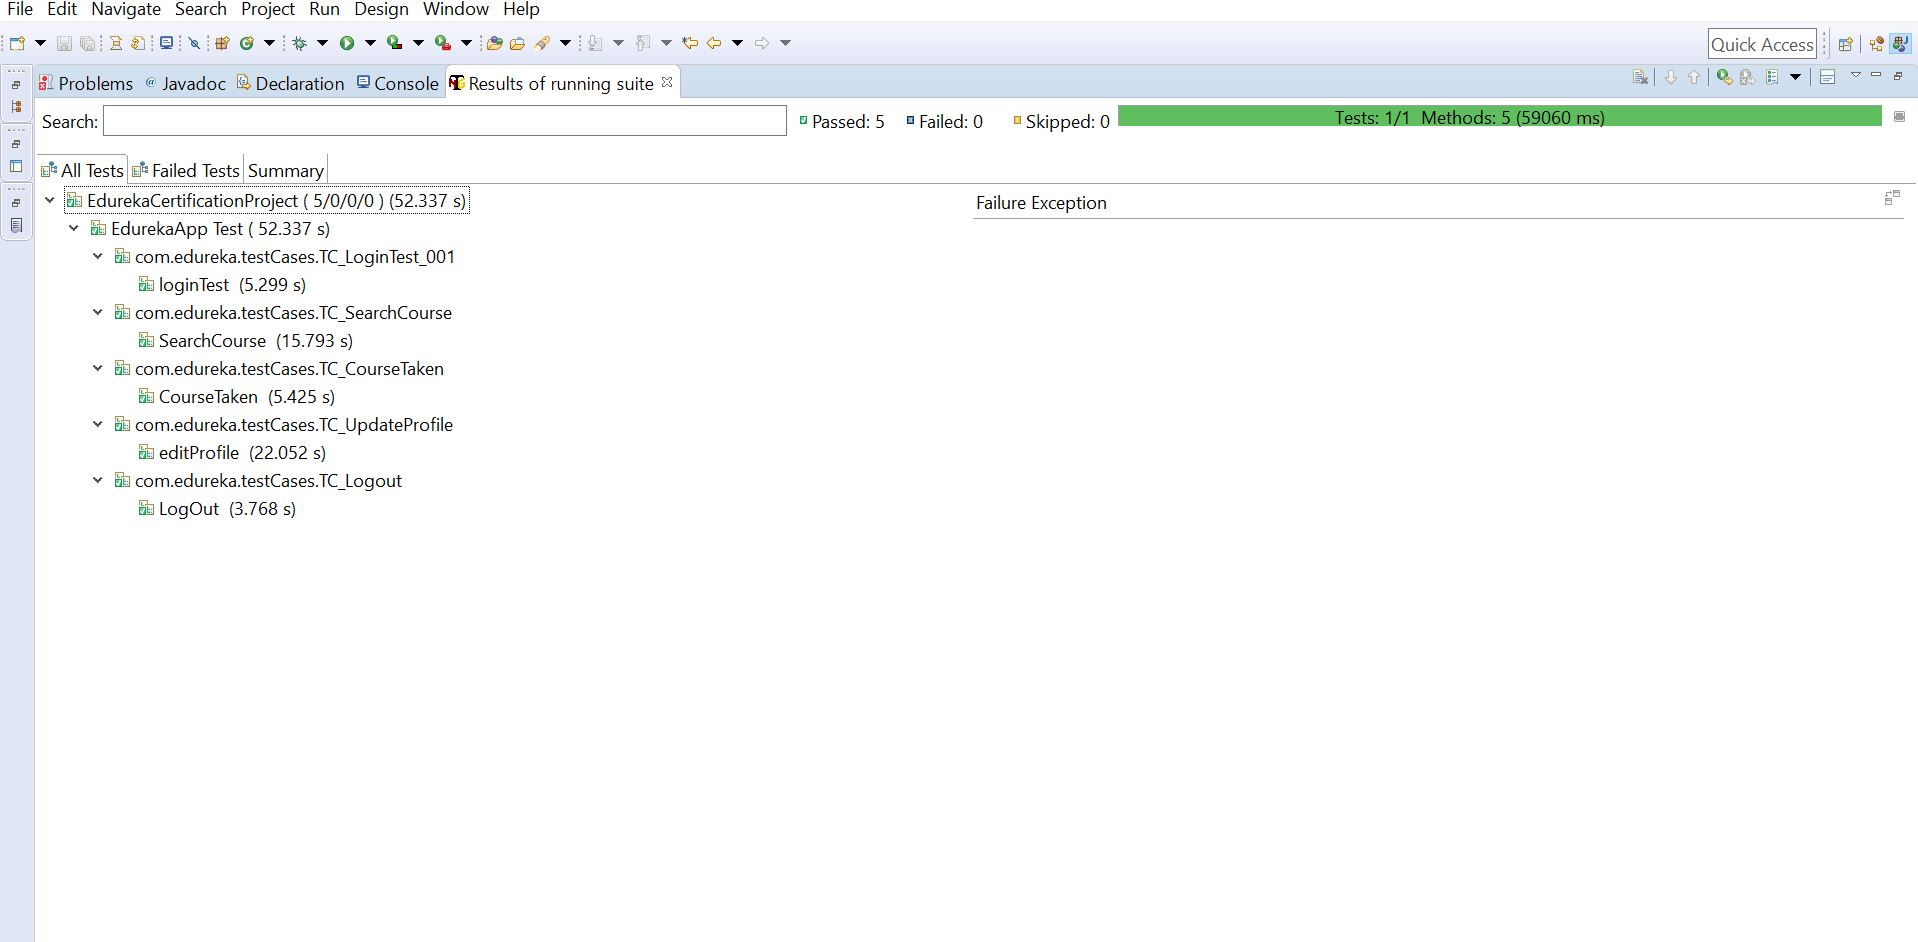 File Edit Navigate Search Project Run Design Window Help
Quick Access
Problems @ Javadoc Declaration Console Results of running suite
Search: Passed: 5 Failed: 0 Skipped: 0 Tests: 1/1 Methods: 5 (59060 ms)
All Tests Failed Tests Summary
EdurekaCertificationProject ( 5/0/0/0 ) (52.337 s) Failure Exception
EdurekaApp Test ( 52.337 s)
com.edureka.testCases.TC_LoginTest_001
loginTest (5.299 s)
com.edureka.testCases.TC_SearchCourse
SearchCourse (15.793 s)
com.edureka.testCases.TC_CourseTaken
CourseTaken (5.425 s)
com.edureka.testCases.TC_UpdateProfile
editProfile (22.052 s)
com.edureka.testCases.TC_Logout
LogOut (3.768 s)